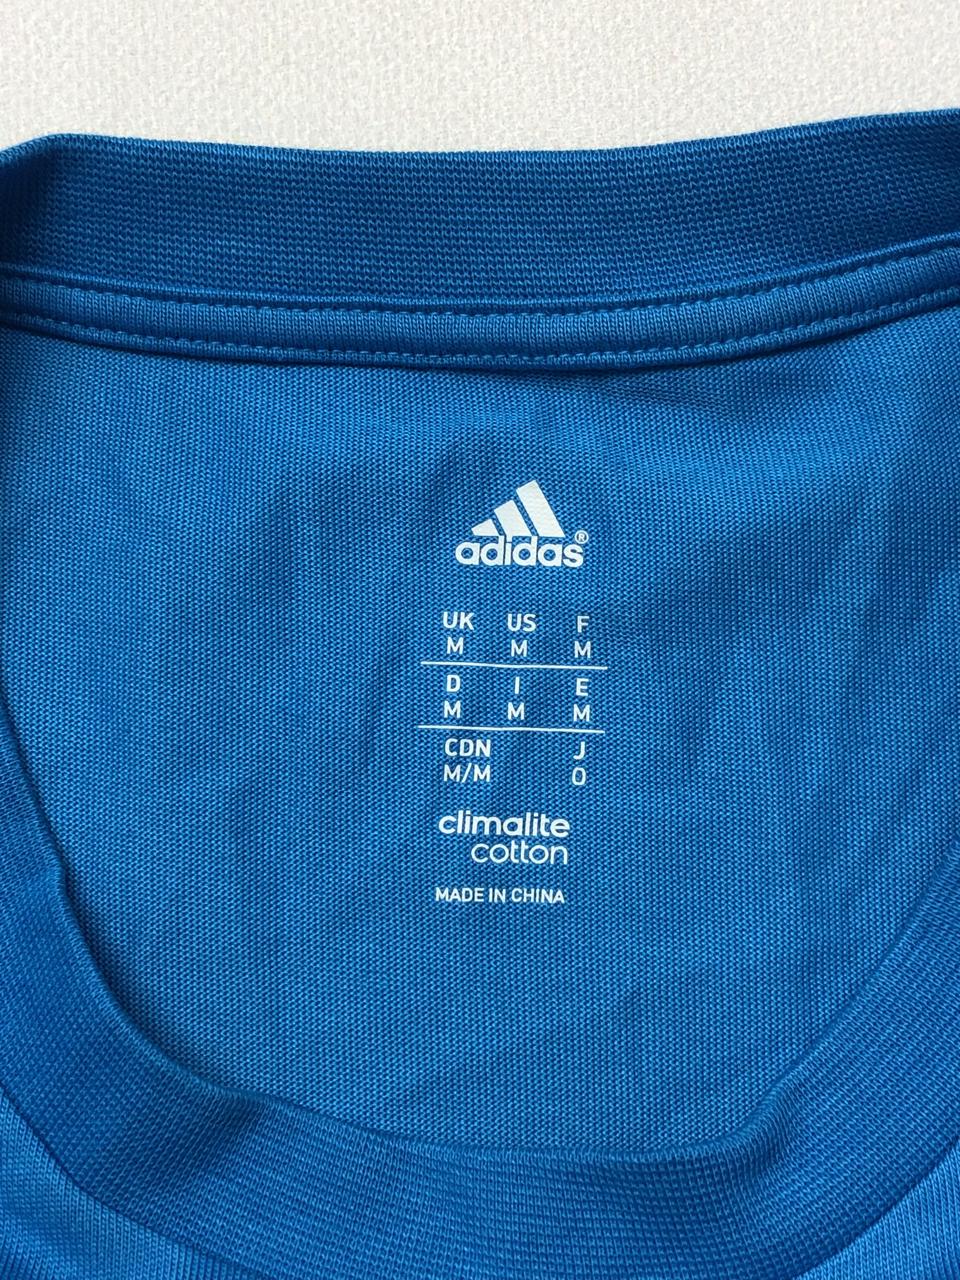 adidas®
UK US F
M M M
D I E
M M M
CDN J
M/M O
climalite
cotton
MADE IN CHINA